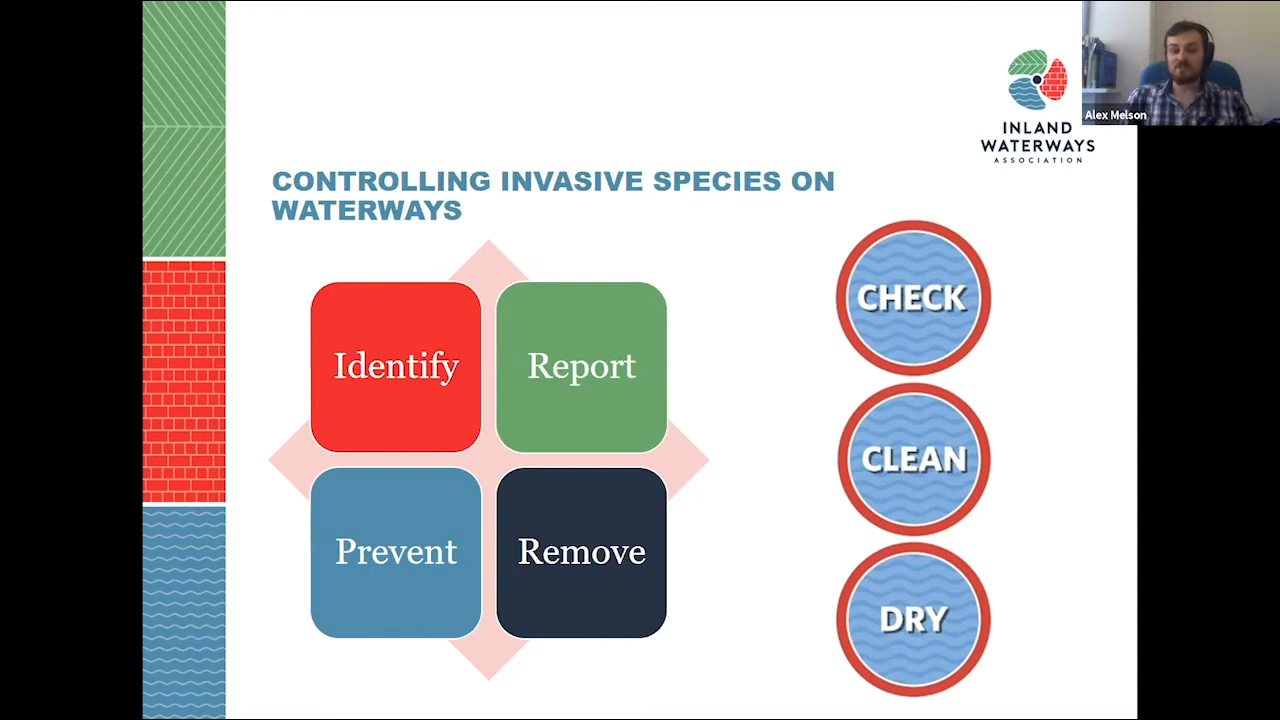 INLAND
WATERWAYS
ASSOCIATION
Alex Melson
CONTROLLING INVASIVE SPECIES ON
WATERWAYS
Identify
Report
Prevent
Remove
CHECK
CLEAN
DRY